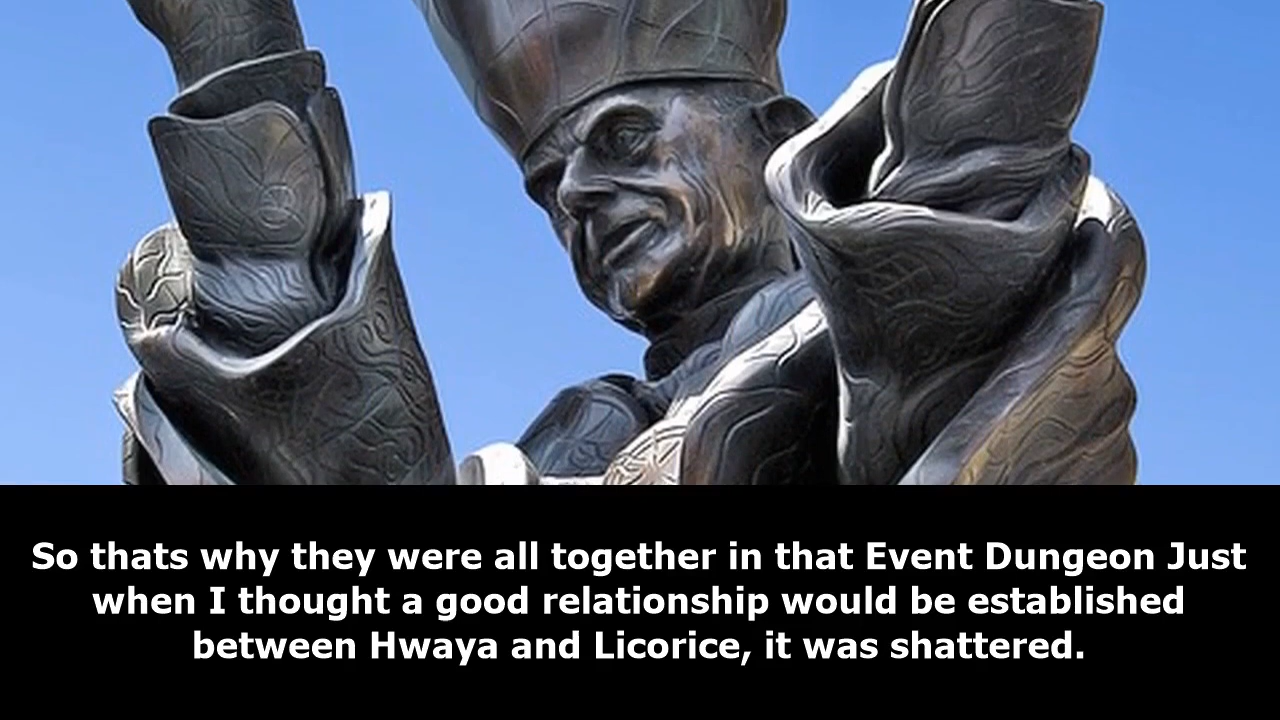 So thats why they were all together in that Event Dungeon Just
when I thought a good relationship would be established
between Hwaya and Licorice, it was shattered.